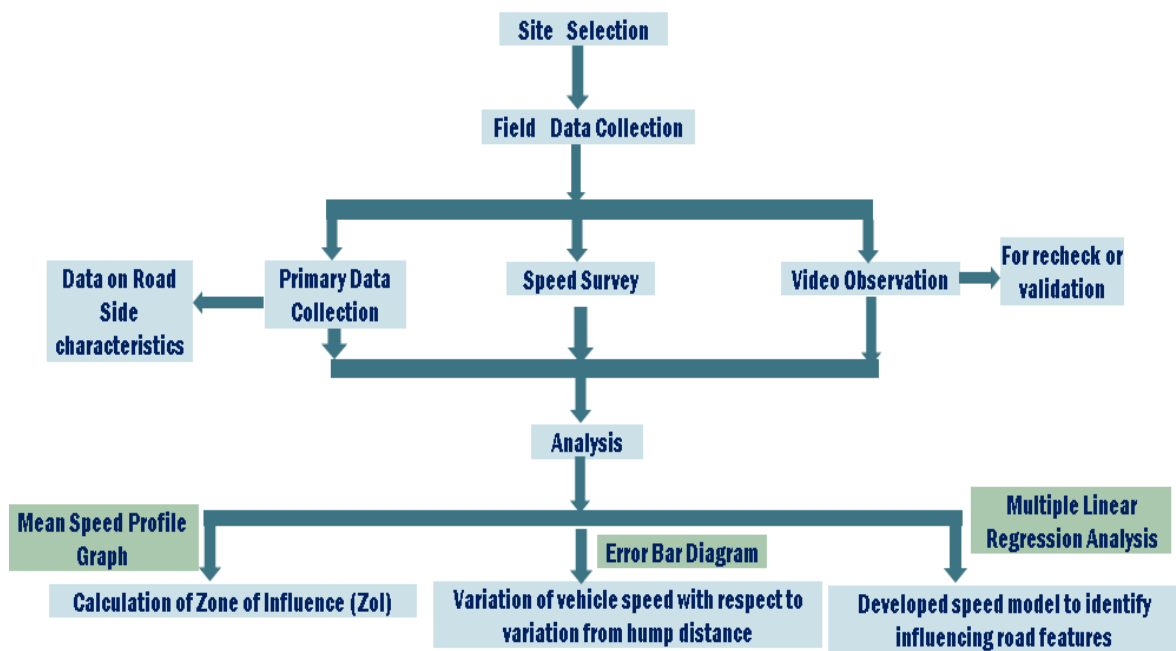 Site Selection
Field Data Collection
Data on Road
Side
characteristics
Primary Data
Collection
Speed Survey
Video Observation
For recheck or
validation
Analysis
Mean Speed Profile
Graph
Error Bar Diagram
Multiple Linear
Regression Analysis
Calculation of Zone of Influence (ZoI)
Variation of vehicle speed with respect to
variation from hump distance
Developed speed model to identify
influencing road features